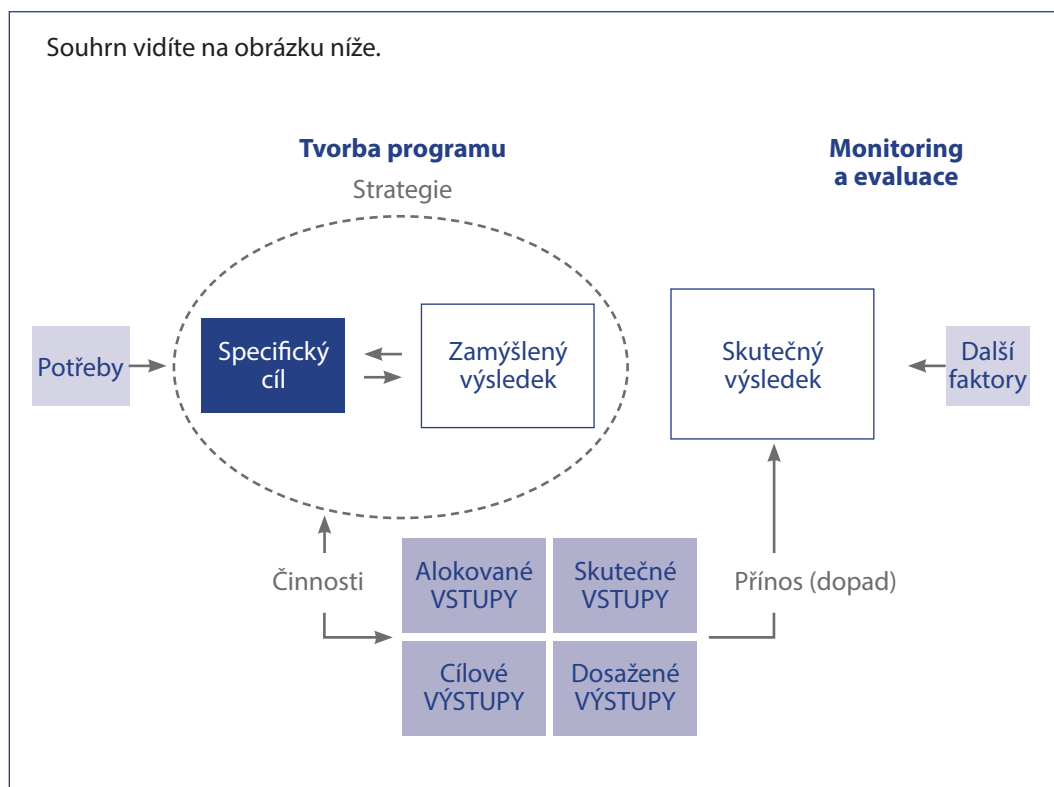 Souhrn vidíte na obrázku níže.
Tvorba programu
Strategie
Monitoring
a evaluace
Potřeby
Specifický
cíl
Zamýšlený
výsledek
Skutečný
výsledek
Další
faktory
Činnosti
Alokované
VSTUPY
Skutečné
VSTUPY
Přínos (dopad)
Cílové
VÝSTUPY
Dosažené
VÝSTUPY